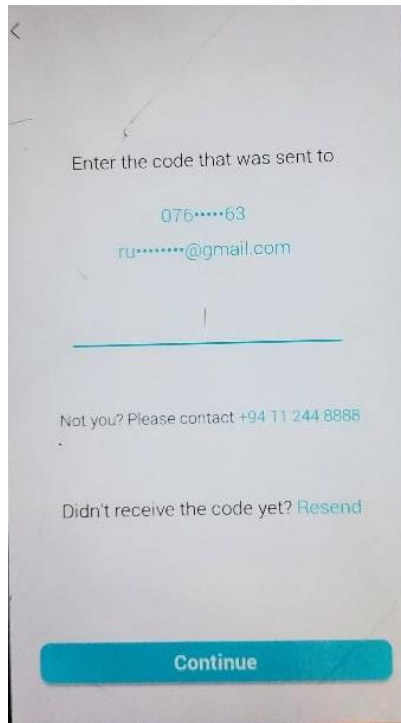 Enter the code that was sent to
076•••••63
ru••••••••@gmail.com
Not you? Please contact +94 11 244 8888
Didn't receive the code yet? Resend
Continue